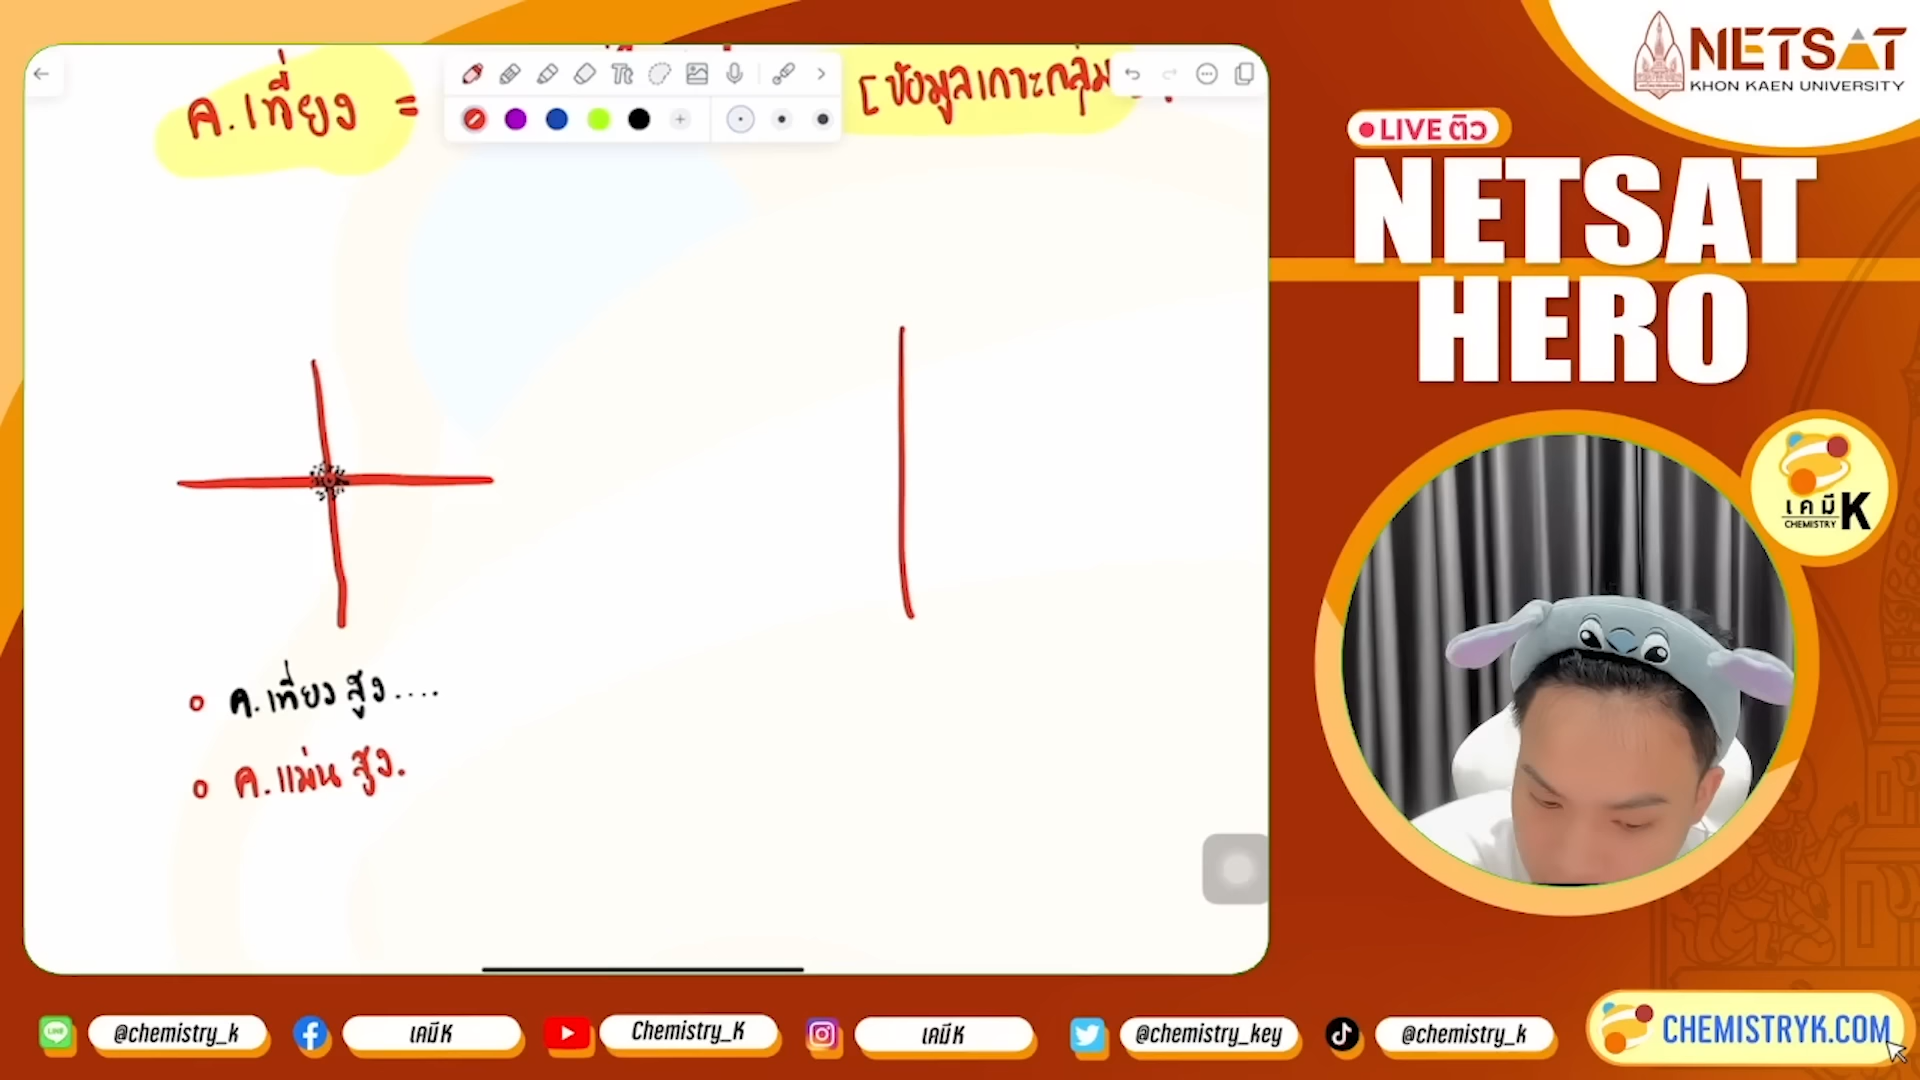 ค.เที่ยง =
[ ข้อมูลเกาะกลุ่ม
ค.เที่ยง สูง....
ค.แม่น สูง.
NETSAT
KHON KAEN UNIVERSITY
LIVE ติว
NETSAT
HERO
เคมี K
CHEMISTRY
@chemistry_k
เคมี K
Chemistry_K
เคมี K
@chemistry_key
@chemistry_k
CHEMISTRYK.COM